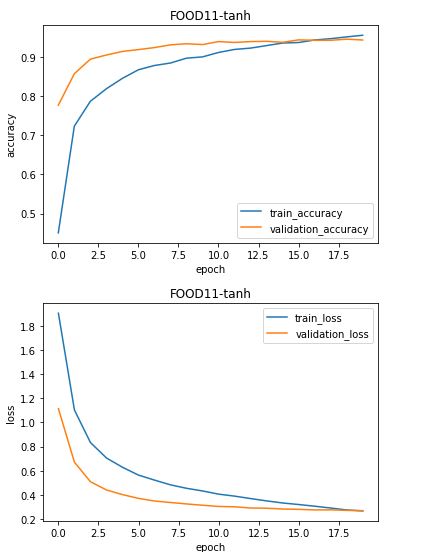 FOOD11-tanh
0.9
0.8
0.7
0.6
0.5
accuracy
train_accuracy
validation_accuracy
0.0 2.5 5.0 7.5 10.0 12.5 15.0 17.5
epoch
FOOD11-tanh
1.8
1.6
1.4
1.2
1.0
0.8
0.6
0.4
0.2
loss
train_loss
validation_loss
0.0 2.5 5.0 7.5 10.0 12.5 15.0 17.5
epoch